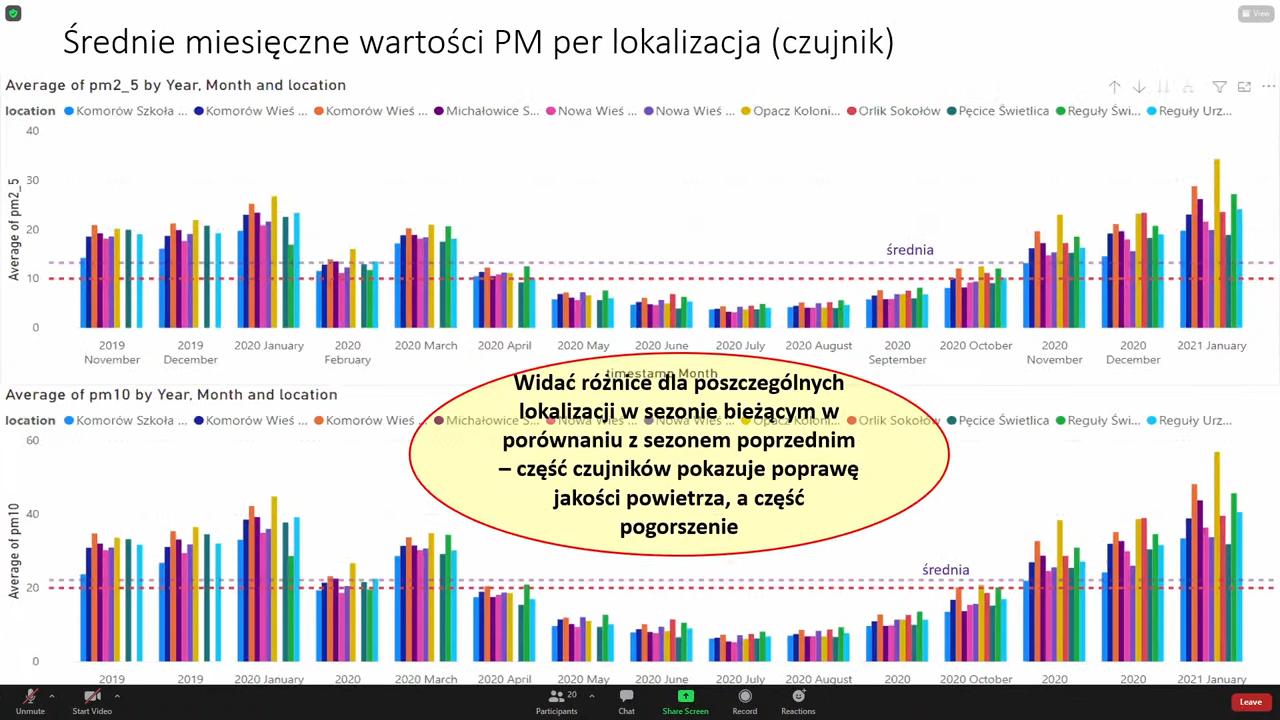 View
Średnie miesięczne wartości PM per lokalizacja (czujnik)
Average of pm2_5 by Year, Month and location
location Komorów Szkoła ... Komorów Wieś ... Komorów Wieś ... Michałowice S... Nowa Wieś ... Nowa Wieś ... Opacz Koloni... Orlik Sokołów Pęcice Świetlica Reguły Świ... Reguły Urz...
Average of pm2_5
40
30
20
10
0
średnia
2019 November 2019 December 2020 January 2020 February 2020 March 2020 April 2020 May 2020 June 2020 July 2020 August 2020 September 2020 October 2020 November 2020 December 2021 January
timestamp Month
Average of pm10 by Year, Month and location
location Komorów Szkoła ... Komorów Wieś ... Komorów Wieś ... Michałowice S... Nowa Wieś ... Nowa Wieś ... Opacz Koloni... Orlik Sokołów Pęcice Świetlica Reguły Świ... Reguły Urz...
Widać różnice dla poszczególnych
lokalizacji w sezonie bieżącym w
porównaniu z sezonem poprzednim
– część czujników pokazuje poprawę
jakości powietrza, a część
pogorszenie
Average of pm10
60
40
20
0
średnia
2019 2019 2020 January 2020 2020 March 2020 April 2020 May 2020 June 2020 July 2020 August 2020 2020 October 2020 2020 2021 January
Unmute Start Video Participants 20 Chat Share Screen Record Reactions Leave